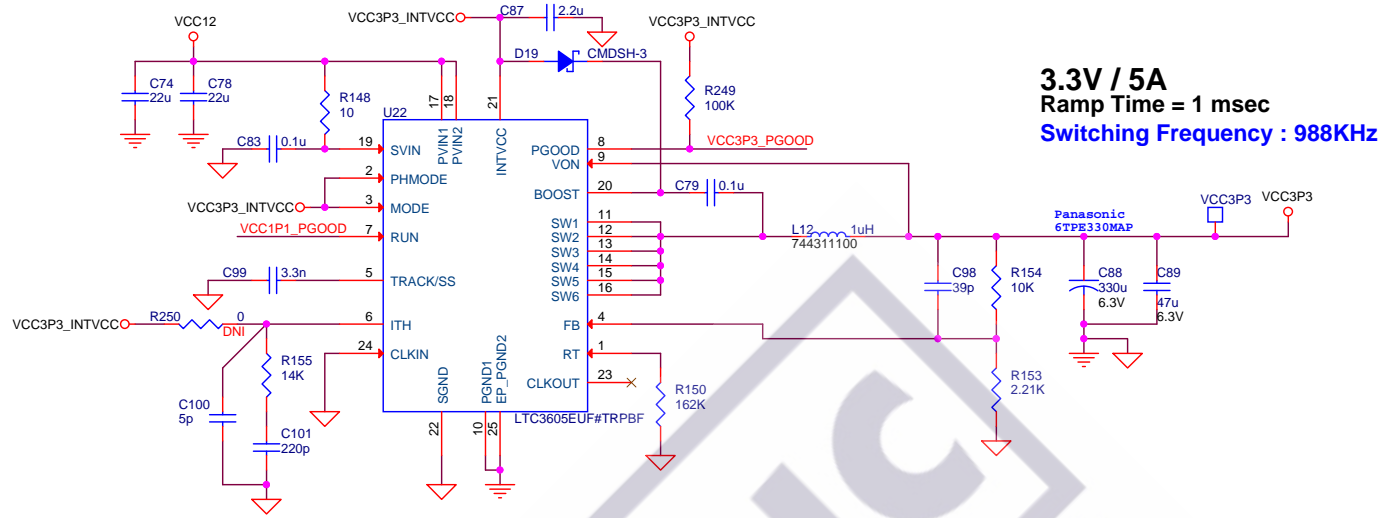 VCC12
VCC3P3_INTVCC
C87
2.2u
VCC3P3_INTVCC
D19
CMDSH-3
3.3V / 5A
Ramp Time = 1 msec
Switching Frequency : 988KHz
C74
22u
C78
22u
R148
10
R249
100K
17
18
21
U22
C83
0.1u
19
SVIN
PVIN1
PVIN2
INTVCC
PGOOD
8
VCC3P3_PGOOD
VON
9
2
PHMODE
BOOST
20
C79
0.1u
VCC3P3_INTVCC
3
MODE
VCC1P1_PGOOD
7
RUN
SW1
11
SW2
12
SW3
13
SW4
14
SW5
15
SW6
16
L12
1uH
744311100
Panasonic
6TPE330MAP
VCC3P3
VCC3P3
C99
3.3n
5
TRACK/SS
C98
39p
R154
10K
C88
330u
6.3V
C89
47u
6.3V
VCC3P3_INTVCC
R250
0
DNI
6
ITH
FB
4
24
CLKIN
RT
1
R155
14K
CLKOUT
23
R150
162K
R153
2.21K
SGND
PGND1
EP_PGND2
LTC3605EUF#TRPBF
C100
5p
C101
220p
22
10
25
IC